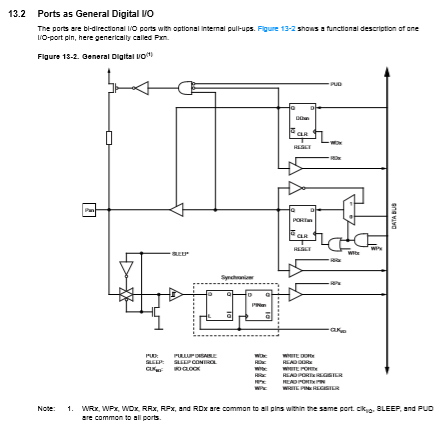 13.2 Ports as General Digital I/O
The ports are bi-directional I/O ports with optional internal pull-ups. Figure 13-2 shows a functional description of one
I/O-port pin, here generically called Pxn.
Figure 13-2. General Digital I/O(1)
PUD
Q D
DDxn
Q CLR
RESET
WDx
RDx
Pxn
Q D
PORTxn
Q CLR
RESET
1
0
DATA BUS
WRx
WPx
RRx
SLEEP
Synchronizer
RPx
D Q
L Q
D Q
PINxn
Q
CLKI/O
PUD: PULLUP DISABLE
SLEEP: SLEEP CONTROL
CLKI/O: I/O CLOCK
WDx: WRITE DDRx
RDx: READ DDRx
WRx: WRITE PORTx
RRx: READ PORTx REGISTER
RPx: READ PORTx PIN
WPx: WRITE PINx REGISTER
Note: 1. WRx, WPx, WDx, RRx, RPx, and RDx are common to all pins within the same port. clkI/O, SLEEP, and PUD
are common to all ports.